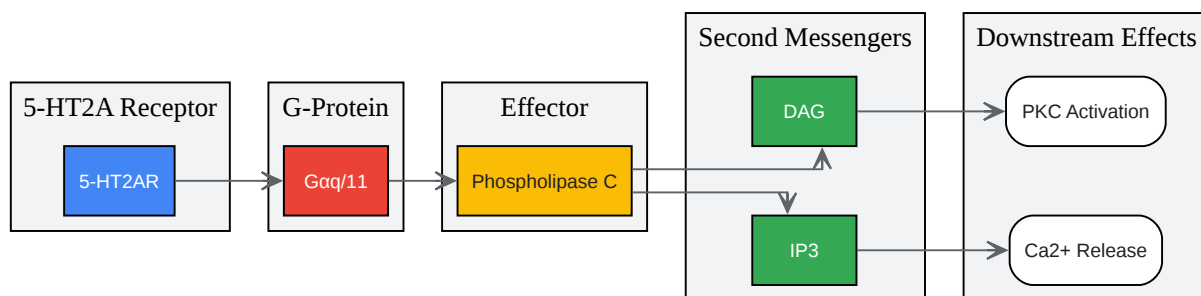 5-HT2A Receptor
5-HT2AR
G-Protein
Gαq/11
Effector
Phospholipase C
Second Messengers
DAG
IP3
Downstream Effects
PKC Activation
Ca2+ Release